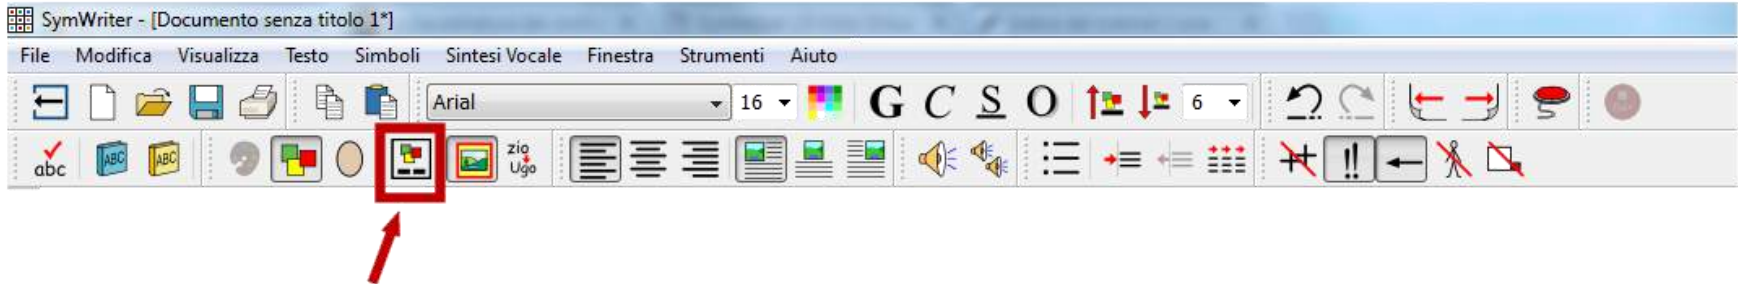 SymWriter - [Documento senza titolo 1*]
File Modifica Visualizza Testo Simboli Sintesi Vocale Finestra Strumenti Aiuto
Arial 16 G C S O 6
abc ABC ABC zio Ugo